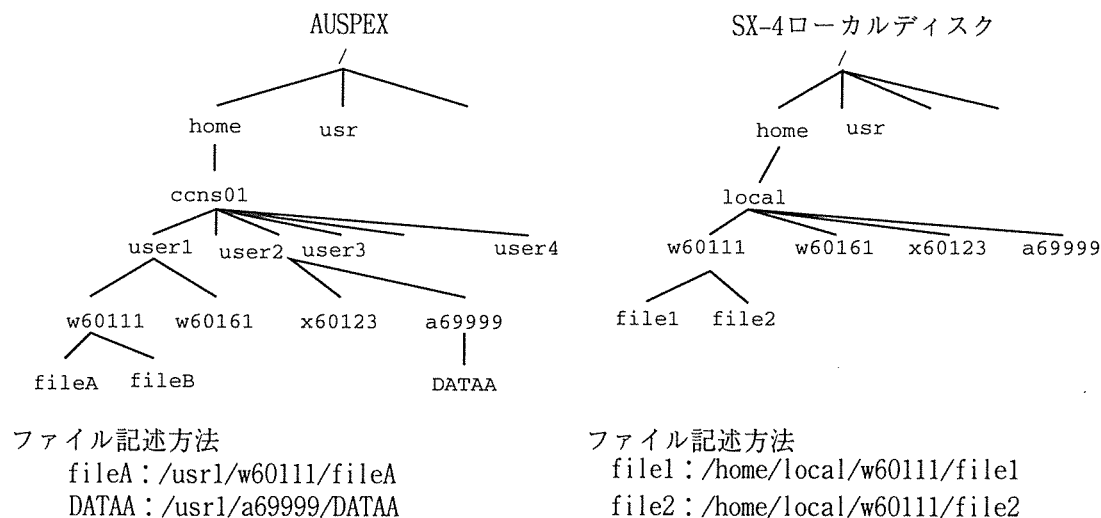 AUSPEX
/
home usr
ccns01
user1 user2 user3 user4
w60111 w60161 x60123 a69999
fileA fileB DATAA
ファイル記述方法
fileA:/usr1/w60111/fileA
DATAA:/usr1/a69999/DATAA
SX-4ローカルディスク
/
home usr
local
w60111 w60161 x60123 a69999
file1 file2
ファイル記述方法
file1:/home/local/w60111/file1
file2:/home/local/w60111/file2